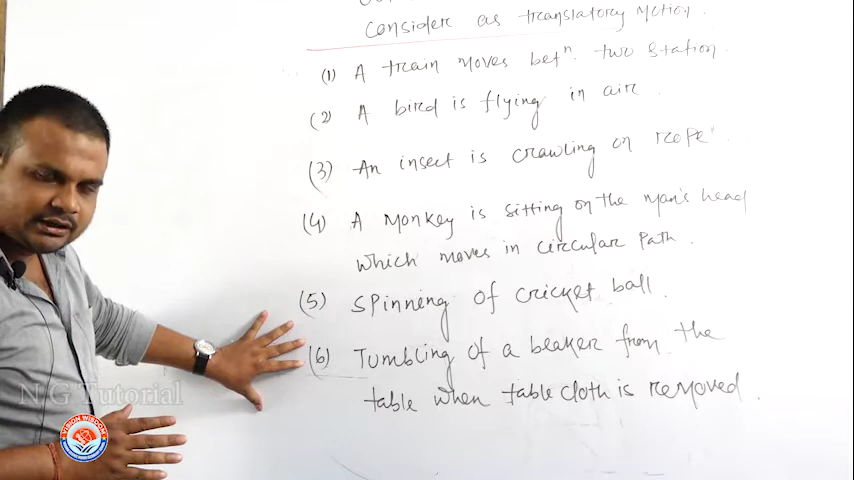 consider as translatory Motion.
(1) A train moves betn. two station.
(2) A bird is flying in air.
(3) An insect is crawling on rope.
(4) A Monkey is sitting on the man's head
which moves in circular Path.
(5) Spinning of cricket ball.
(6) Tumbling of a beaker from the
table when table cloth is removed.
N G Tutorial
VISION WISDOM